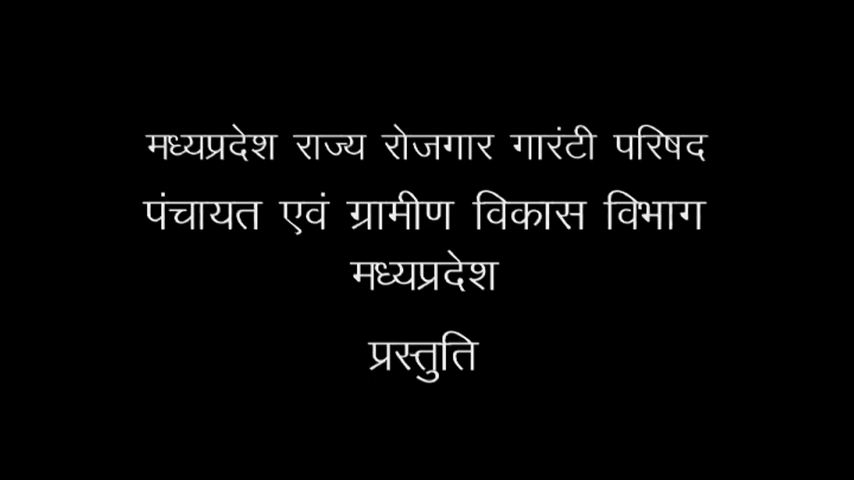 मध्यप्रदेश राज्य रोजगार गारंटी परिषद
पंचायत एवं ग्रामीण विकास विभाग
मध्यप्रदेश
प्रस्तुति